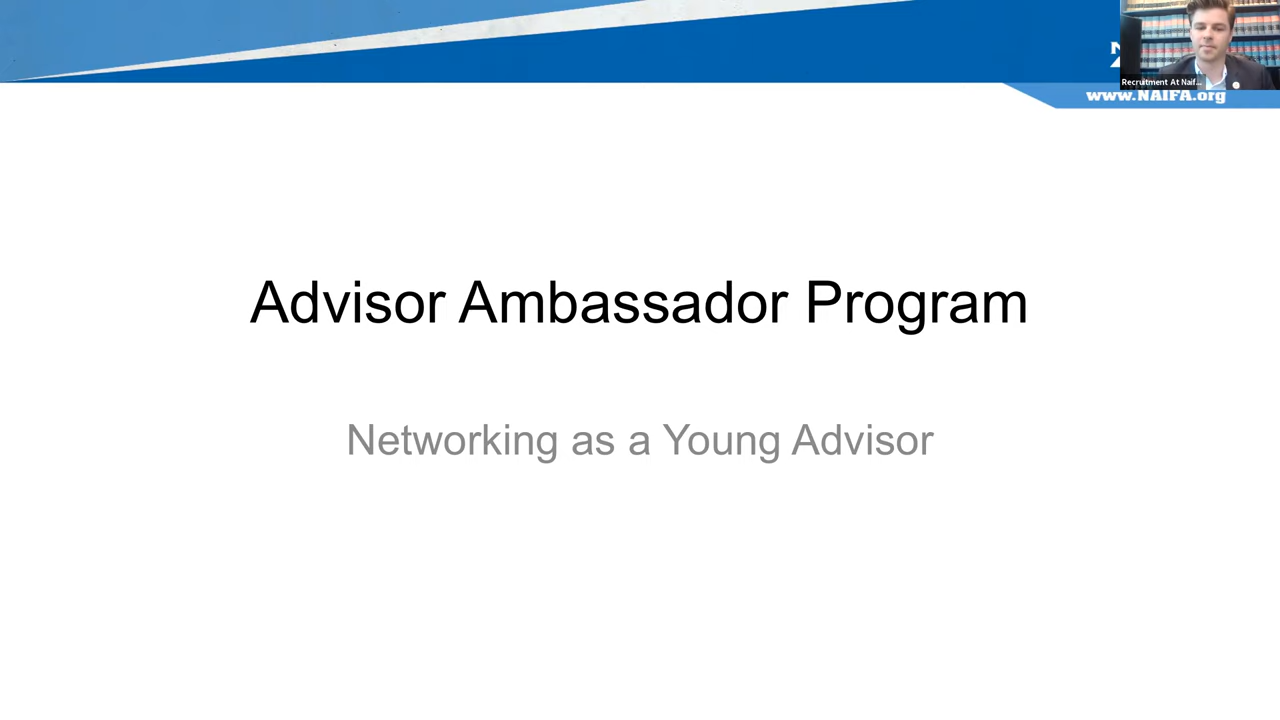 Recruitment At Naif...
www.NAIFA.org
Advisor Ambassador Program
Networking as a Young Advisor